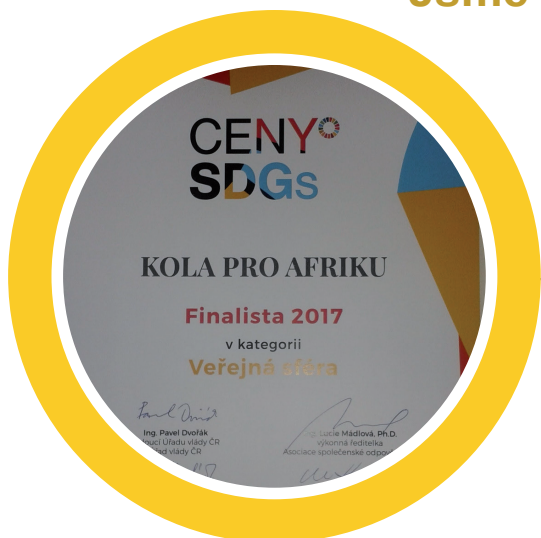 CENY
SDGs
KOLA PRO AFRIKU
Finalista 2017
v kategorii
Veřejná sféra
Ing. Pavel Dvořák
Úřadu vlády ČR
vlády ČR
Lucie Mádlová, Ph.D.
výkonná ředitelka
Asociace společenské